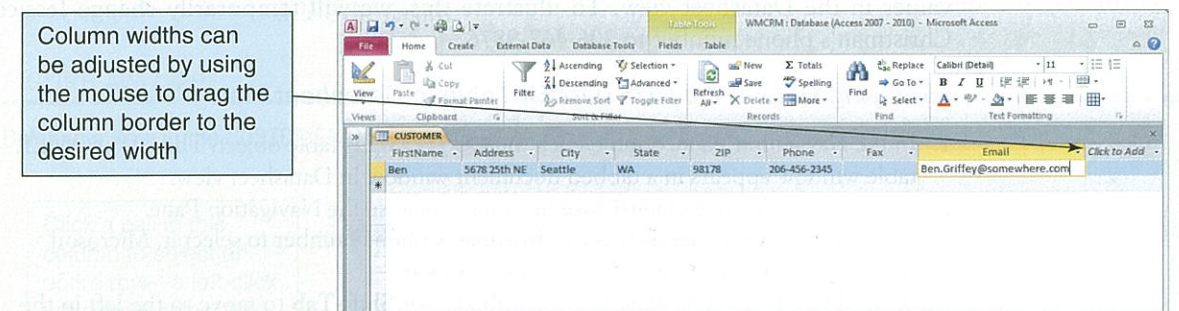 Column widths can
be adjusted by using
the mouse to drag the
column border to the
desired width
Table Tools WMCRM : Database (Access 2007 - 2010) - Microsoft Access
File Home Create External Data Database Tools Fields Table
View
Views
Paste
Cut
Copy
Format Painter
Clipboard
Filter
Ascending
Descending
Remove Sort
Selection
Advanced
Toggle Filter
Sort & Filter
Refresh
All
New
Save
Delete
Totals
Spelling
More
Records
Find
Replace
Go To
Select
Find
Calibri (Detail) 11
B I U
A
Text Formatting
» CUSTOMER
FirstName Address City State ZIP Phone Fax Email Click to Add
Ben 5678 25th NE Seattle WA 98178 206-456-2345 Ben.Griffey@somewhere.com
*